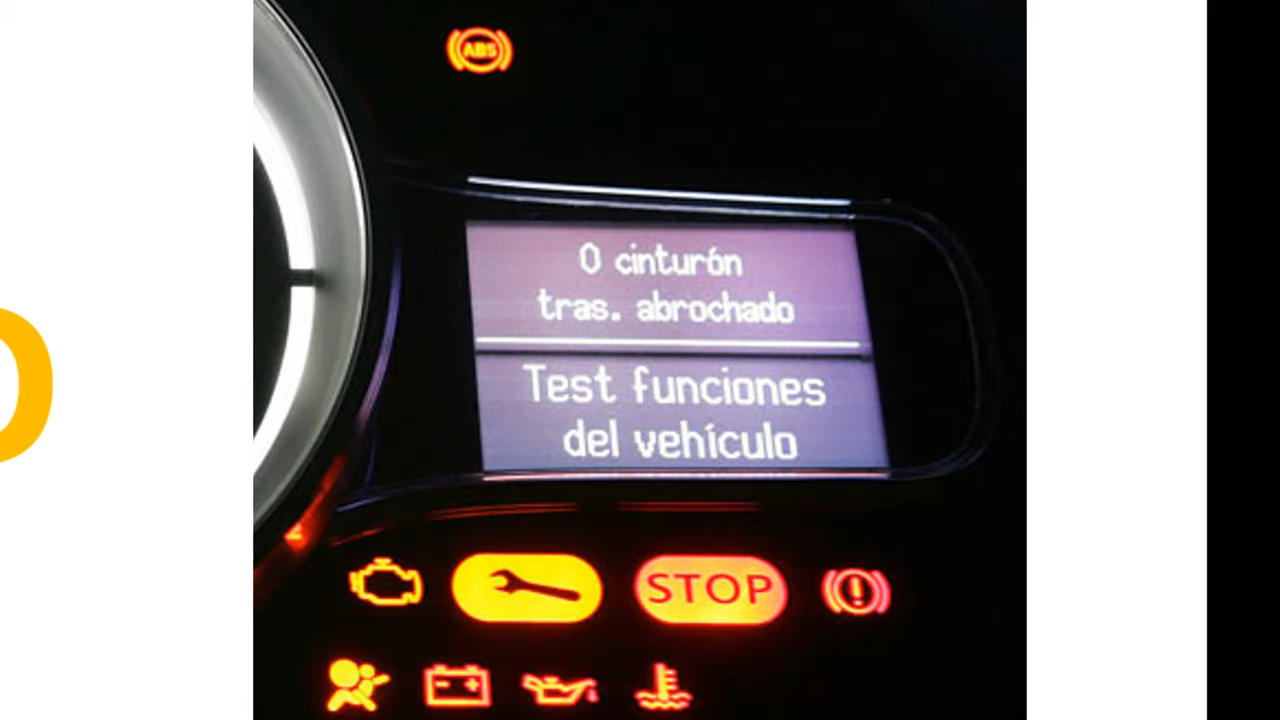 ABS
0 cinturón
tras. abrochado
Test funciones
del vehículo
STOP